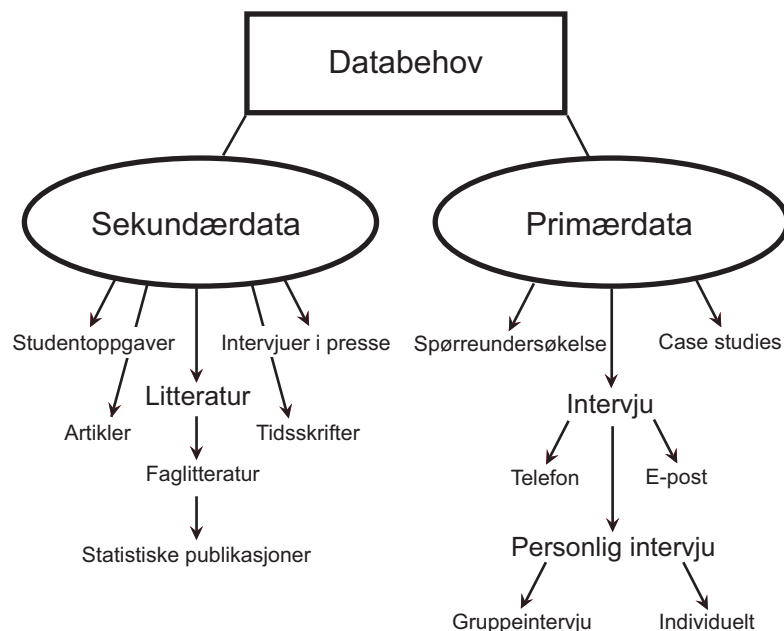 Databehov
Sekundærdata
Primærdata
Studentoppgaver
Intervjuer i presse
Spørreundersøkelse
Case studies
Litteratur
Intervju
Artikler
Tidsskrifter
Faglitteratur
Telefon
E-post
Statistiske publikasjoner
Personlig intervju
Gruppeintervju
Individuelt